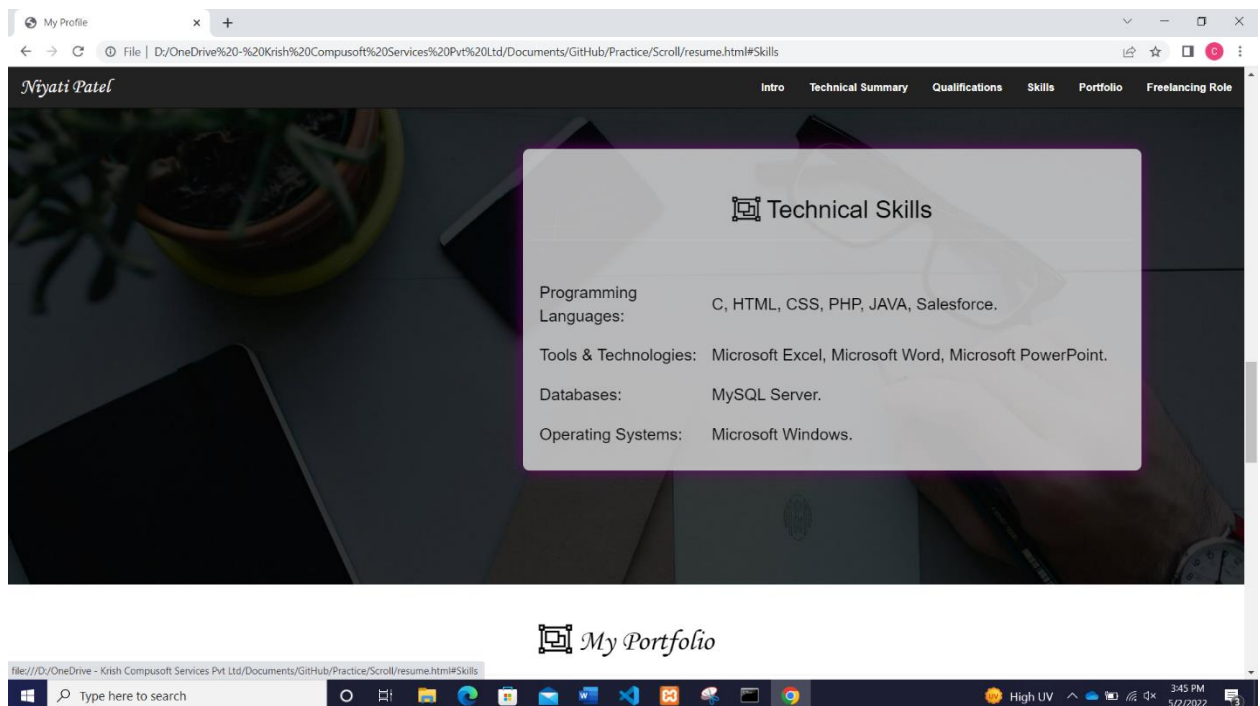 My Profile
File | D:/OneDrive%20-%20Krish%20Compusoft%20Services%20Pvt%20Ltd/Documents/GitHub/Practice/Scroll/resume.html#Skills
C
Niyati Patel
Intro Technical Summary Qualifications Skills Portfolio Freelancing Role
Technical Skills
Programming
Languages:
C, HTML, CSS, PHP, JAVA, Salesforce.
Tools & Technologies: Microsoft Excel, Microsoft Word, Microsoft PowerPoint.
Databases: MySQL Server.
Operating Systems: Microsoft Windows.
My Portfolio
file:///D:/OneDrive - Krish Compusoft Services Pvt Ltd/Documents/GitHub/Practice/Scroll/resume.html#Skills
Type here to search
UV
High UV
3:45 PM
5/2/2022
3